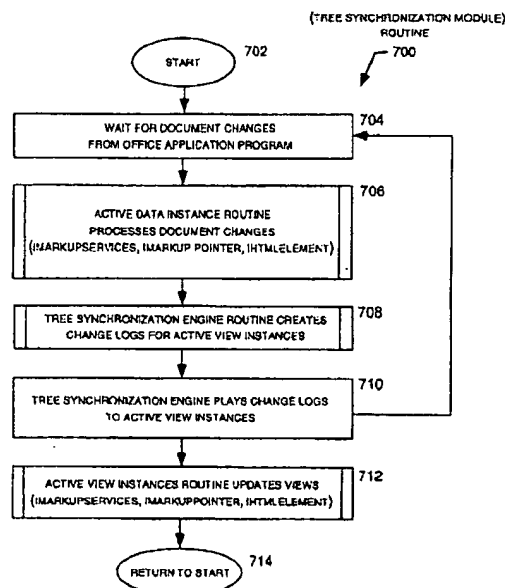 (TREE SYNCHRONIZATION MODULE)
ROUTINE
700
START
702
WAIT FOR DOCUMENT CHANGES
FROM OFFICE APPLICATION PROGRAM
704
706
ACTIVE DATA INSTANCE ROUTINE
PROCESSES DOCUMENT CHANGES
(IMARKUPSERVICES, IMARKUP POINTER, IHTMLELEMENT)
TREE SYNCHRONIZATION ENGINE ROUTINE CREATES
CHANGE LOGS FOR ACTIVE VIEW INSTANCES
708
710
TREE SYNCHRONIZATION ENGINE PLAYS CHANGE LOGS
TO ACTIVE VIEW INSTANCES
ACTIVE VIEW INSTANCES ROUTINE UPDATES VIEWS
(IMARKUPSERVICES, IMARKUPPOINTER, IHTMLELEMENT)
712
RETURN TO START
714